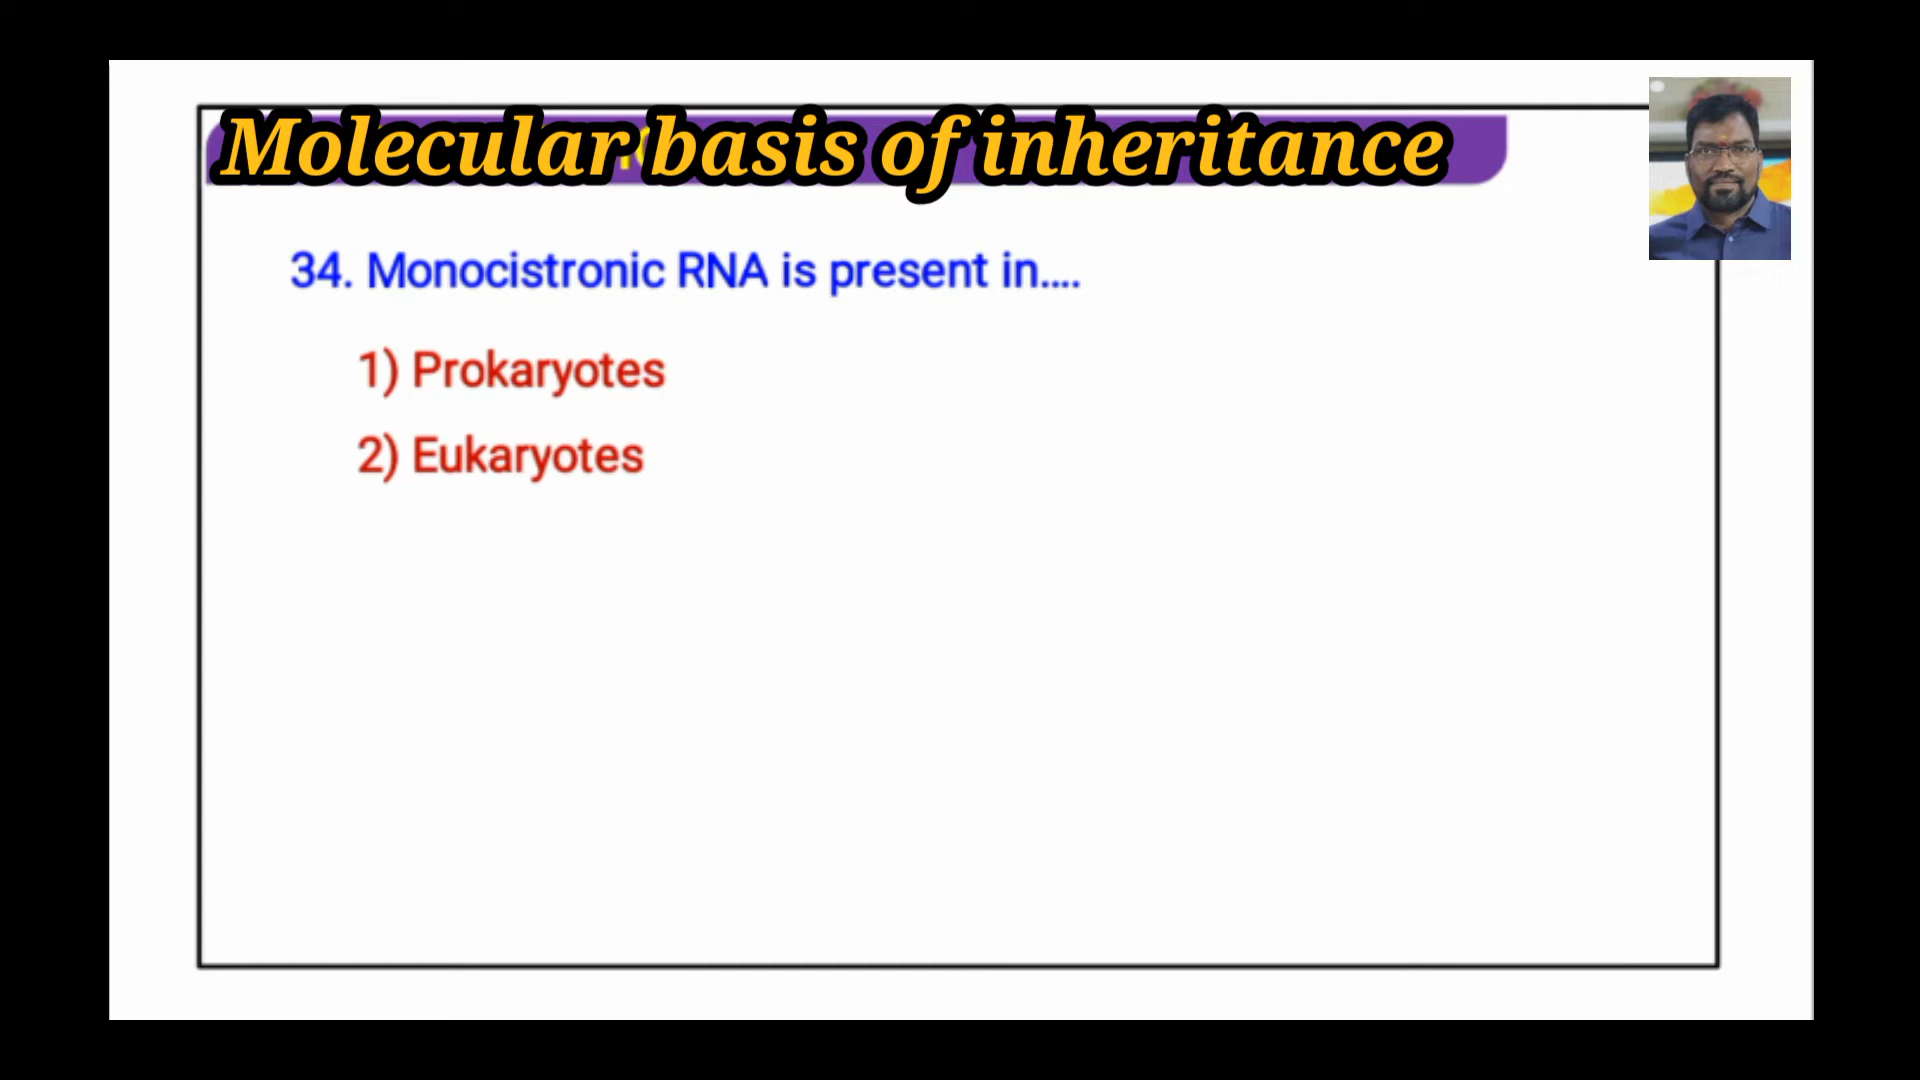 Molecular basis of inheritance
34. Monocistronic RNA is present in....
1) Prokaryotes
2) Eukaryotes